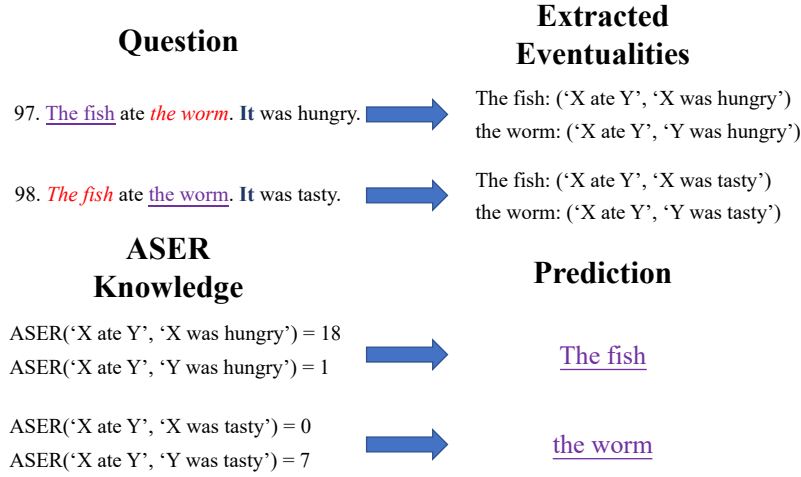 Question
Extracted
Eventualities
97. The fish ate the worm. It was hungry.
The fish: (‘X ate Y’, ‘X was hungry’)
the worm: (‘X ate Y’, ‘Y was hungry’)
98. The fish ate the worm. It was tasty.
The fish: (‘X ate Y’, ‘X was tasty’)
the worm: (‘X ate Y’, ‘Y was tasty’)
ASER
Knowledge
Prediction
ASER(‘X ate Y’, ‘X was hungry’) = 18
ASER(‘X ate Y’, ‘Y was hungry’) = 1
The fish
ASER(‘X ate Y’, ‘X was tasty’) = 0
ASER(‘X ate Y’, ‘Y was tasty’) = 7
the worm